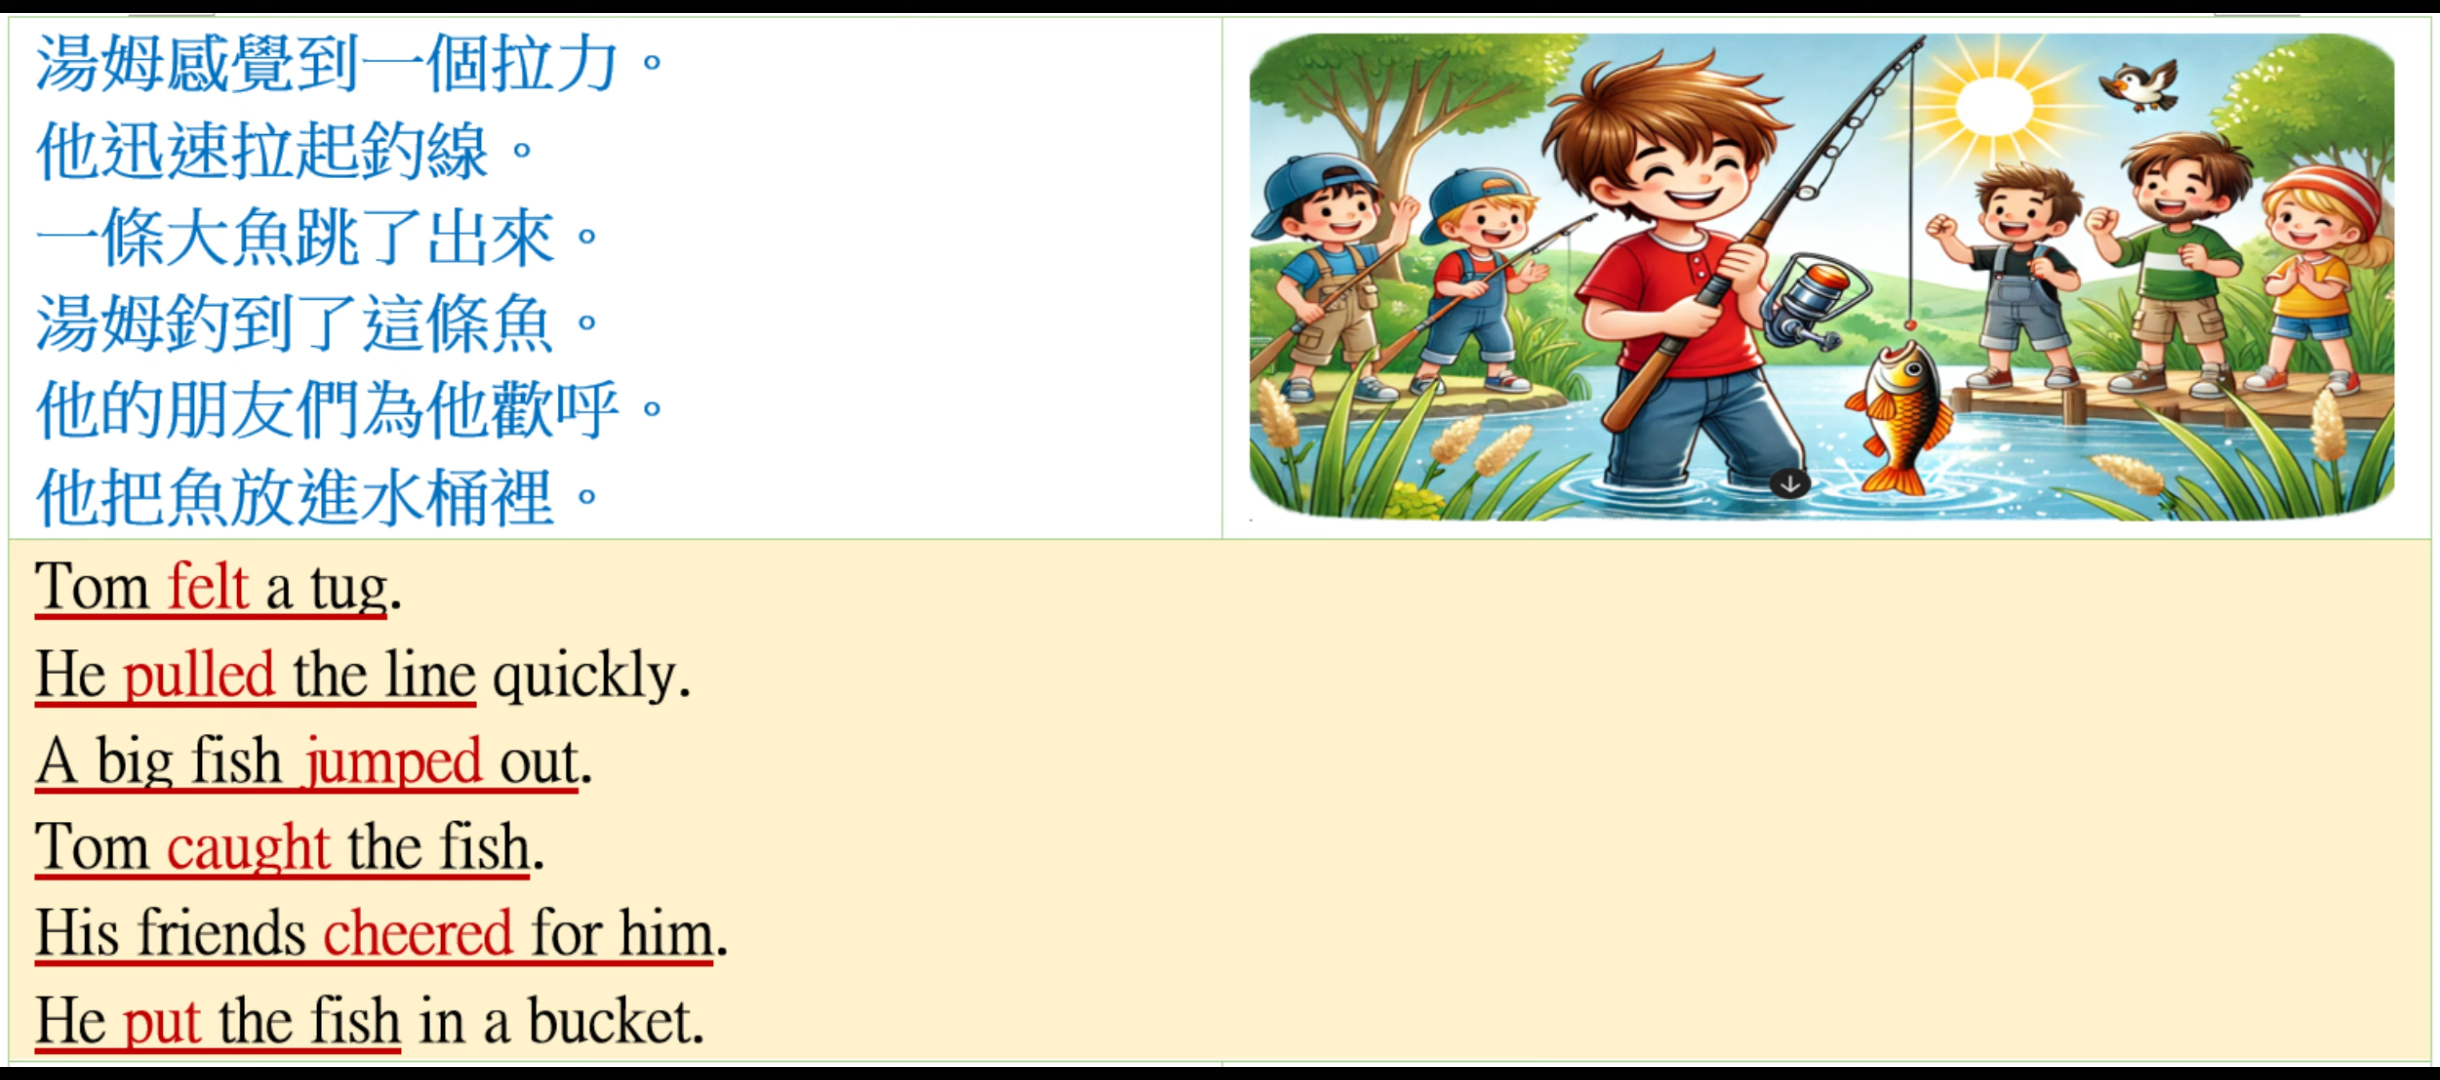 湯姆感覺到一個拉力。
他迅速拉起釣線。
一條大魚跳了出來。
湯姆釣到了這條魚。
他的朋友們為他歡呼。
他把魚放進水桶裡。
Tom felt a tug.
He pulled the line quickly.
A big fish jumped out.
Tom caught the fish.
His friends cheered for him.
He put the fish in a bucket.